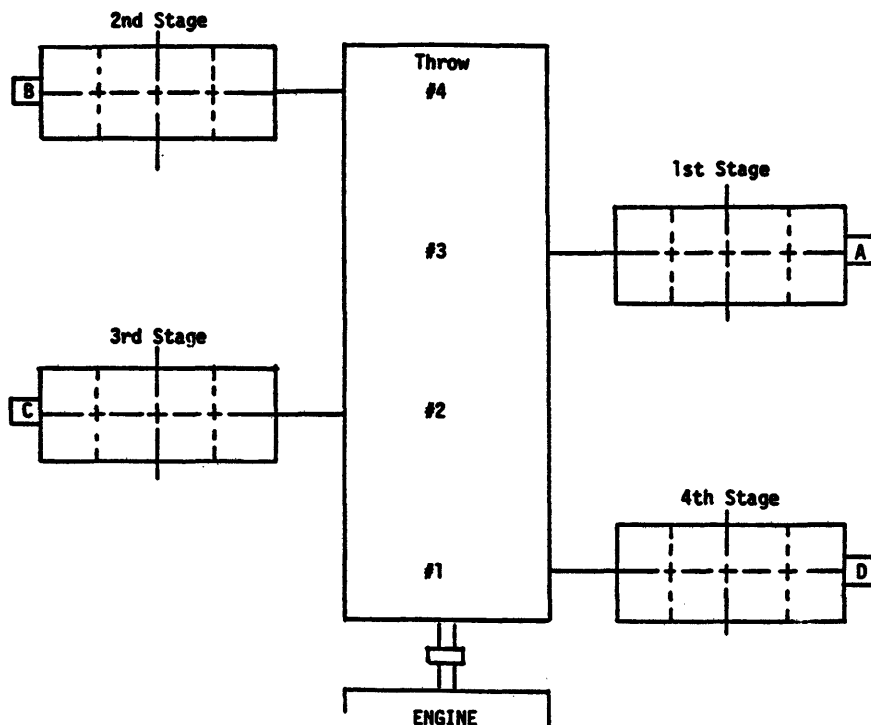 2nd Stage
Throw
B
#4
1st Stage
#3
A
3rd Stage
C
#2
4th Stage
#1
D
ENGINE